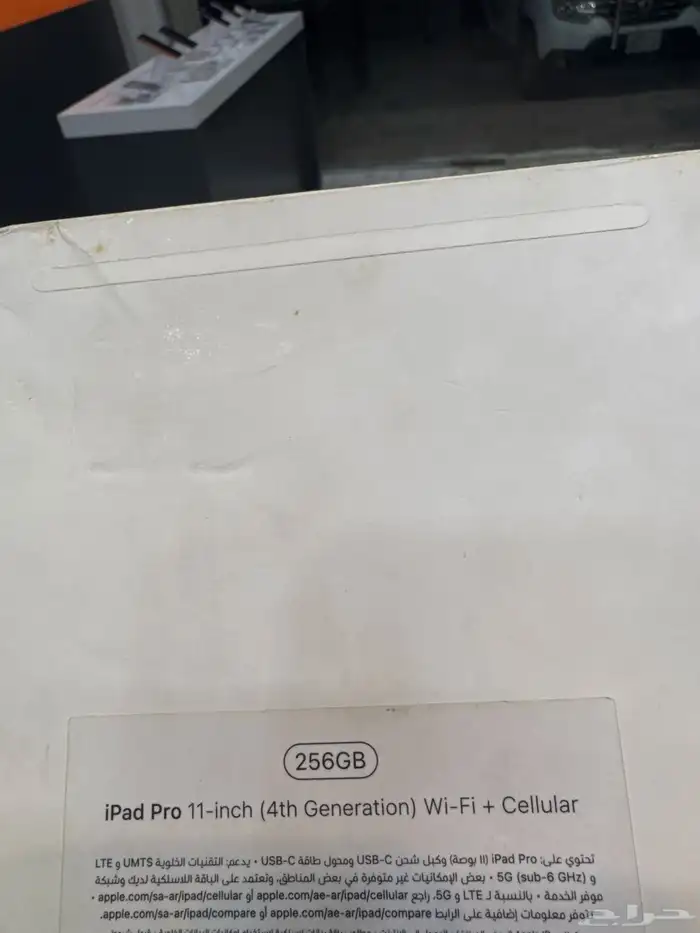 256GB
iPad Pro 11-inch (4th Generation) Wi-Fi + Cellular
تحتوي على: iPad Pro (11 بوصة) وكبل شحن USB-C ومحول طاقة USB-C • يدعم: التقنيات الخلوية UMTS و LTE
و 5G (sub-6 GHz) • بعض الإمكانيات غير متوفرة في بعض المناطق، وتعتمد على الباقة اللاسلكية لديك وشبكة
موفر الخدمة • بالنسبة لـ LTE و 5G، راجع apple.com/ae-ar/ipad/cellular أو apple.com/sa-ar/ipad/cellular •
تتوفر معلومات إضافية على الرابط apple.com/ae-ar/ipad/compare أو apple.com/sa-ar/ipad/compare.
حراج